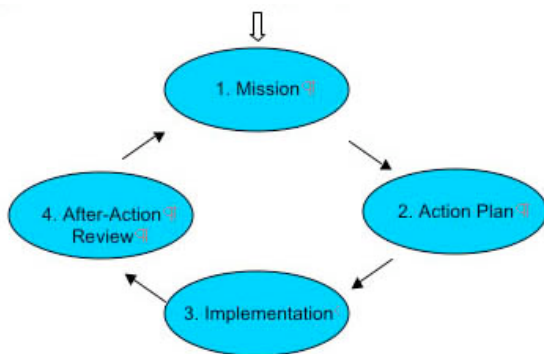 1. Mission
2. Action Plan
4. After-Action
Review
3. Implementation